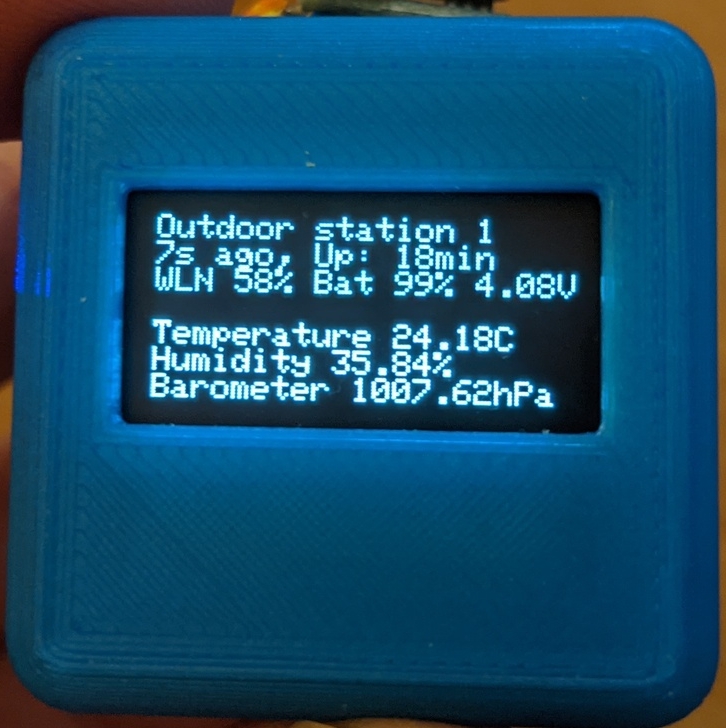 Outdoor station 1
7s ago, Up: 18min
WLN 58% Bat 99% 4.08V
Temperature 24.18C
Humidity 35.84%
Barometer 1007.62hPa